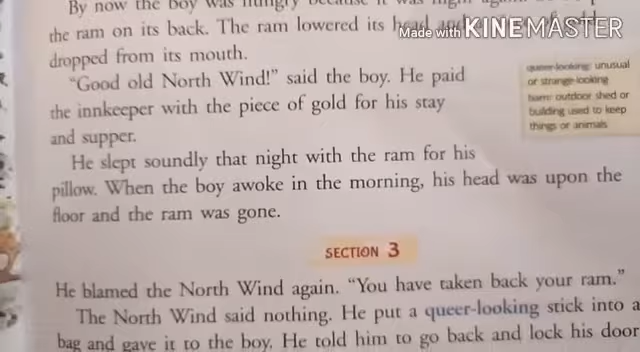 By now the boy was hungry because it was night
the ram on its back. The ram lowered its head and
Made with KINEMASTER
dropped from its mouth.
"Good old North Wind!" said the boy. He paid
the innkeeper with the piece of gold for his stay
and supper.
queer-looking: unusual
or strange-looking
barn: outdoor shed or
building used to keep
things or animals
He slept soundly that night with the ram for his
pillow. When the boy awoke in the morning, his head was upon the
floor and the ram was gone.
SECTION 3
He blamed the North Wind again. "You have taken back your ram."
The North Wind said nothing. He put a queer-looking stick into a
bag and gave it to the boy. He told him to go back and lock his door